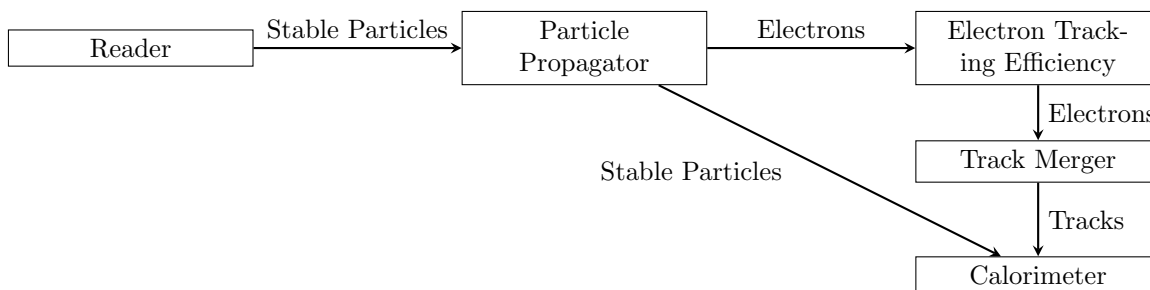 Reader
Stable Particles
Particle
Propagator
Electrons
Electron Track-
ing Efficiency
Electrons
Track Merger
Stable Particles
Tracks
Calorimeter